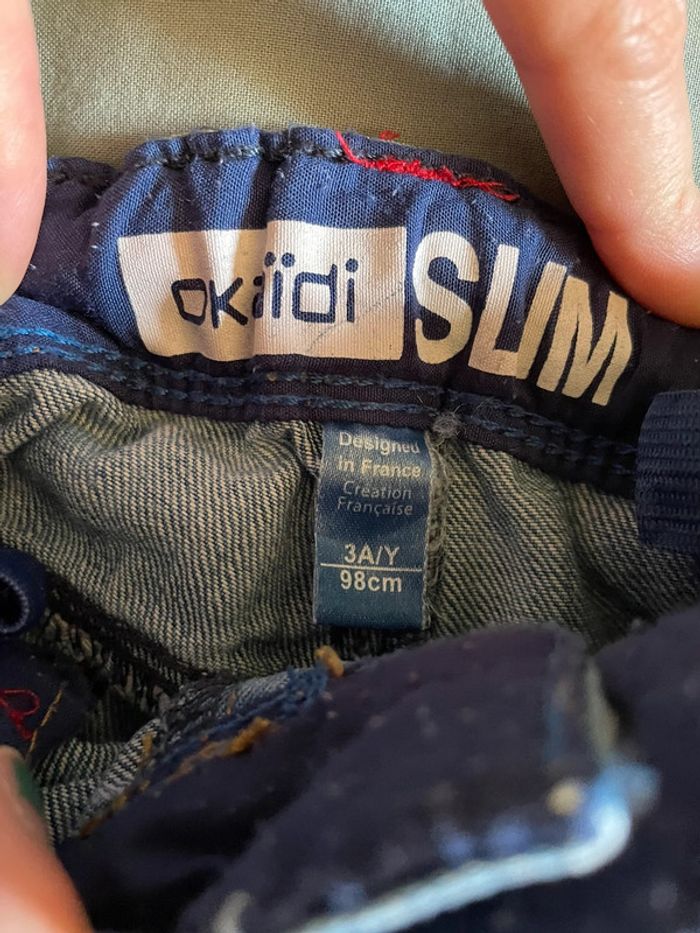 okaïdi SLIM
Designed
in France
Création
Française
3A/Y
98cm